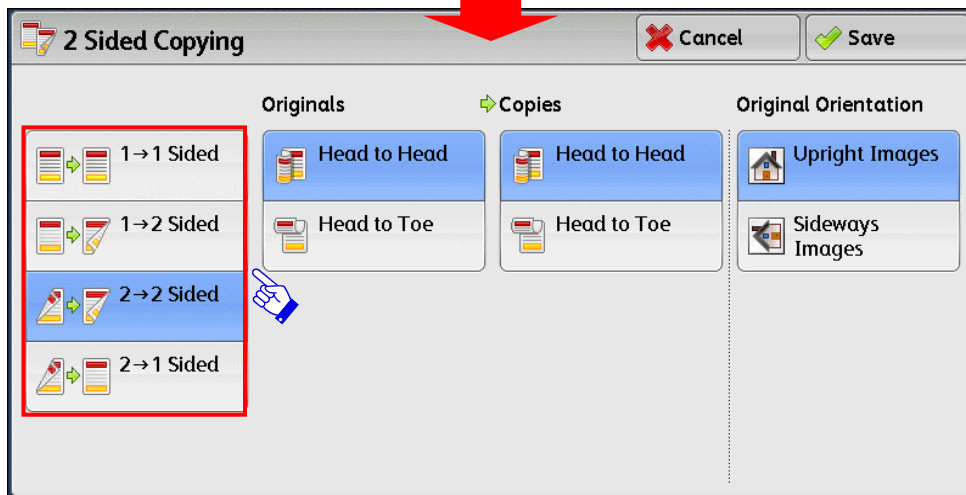 2 Sided Copying
Cancel
Save
Originals
Copies
Original Orientation
1→1 Sided
1→2 Sided
2→2 Sided
2→1 Sided
Head to Head
Head to Toe
Head to Head
Head to Toe
Upright Images
Sideways
Images